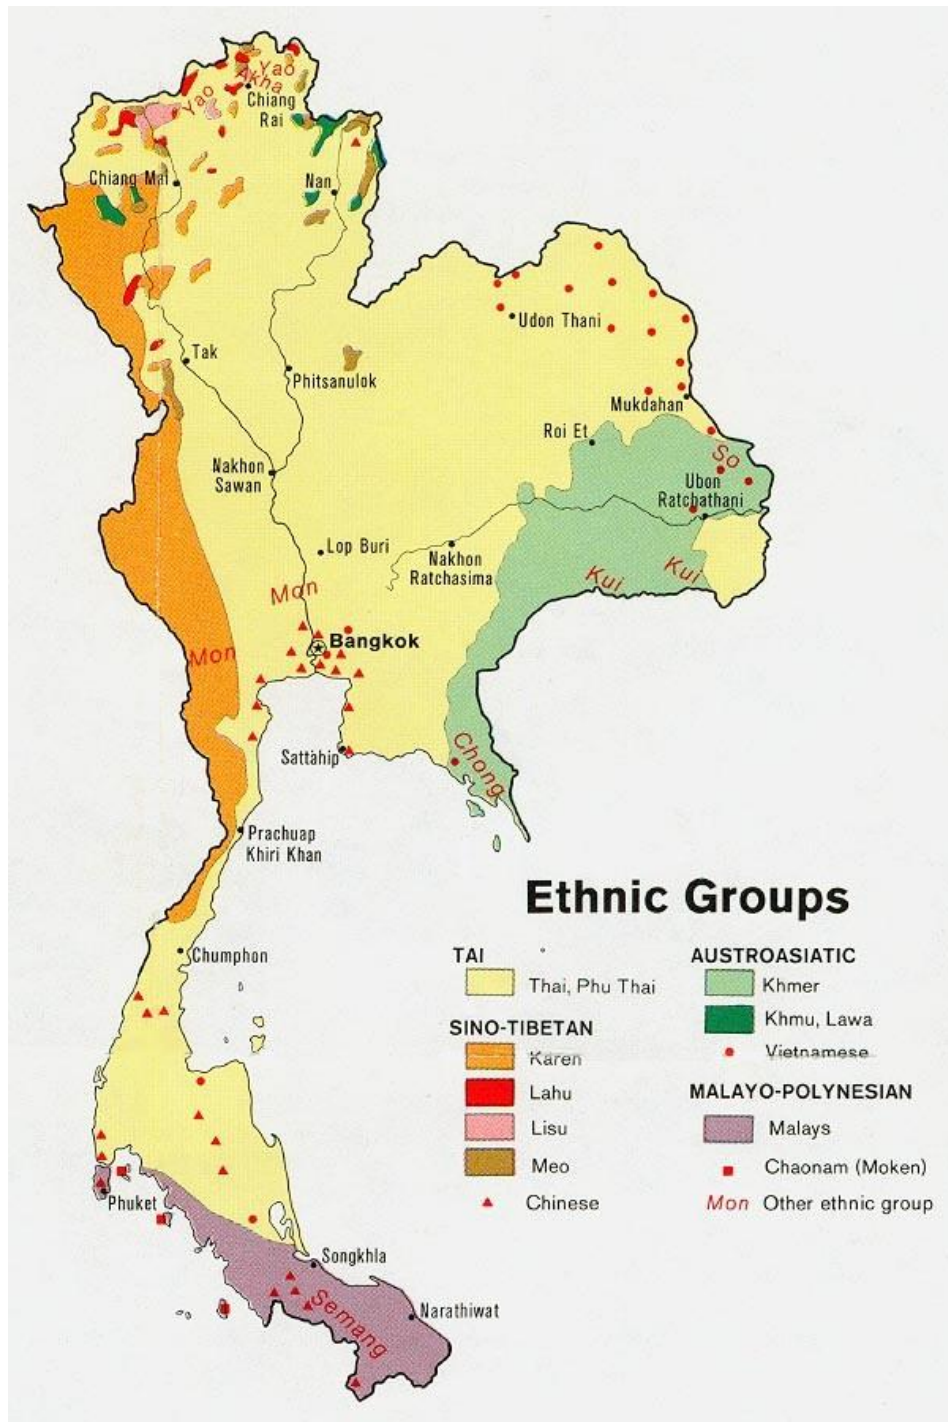 Yao
Akha
Yao
Chiang
Rai
Chiang Mai
Nan
Udon Thani
Tak
Phitsanulok
Mukdahan
Roi Et
So
Nakhon
Sawan
Ubon
Ratchathani
Lop Buri
Nakhon
Ratchasima
Kui
Kui
Mon
Bangkok
Mon
Sattahip
Chong
Prachuap
Khiri Khan
Chumphon
Phuket
Songkhla
Semang
Narathiwat
Ethnic Groups
TAI
Thai, Phu Thai
SINO-TIBETAN
Karen
Lahu
Lisu
Meo
Chinese
AUSTROASIATIC
Khmer
Khmu, Lawa
Vietnamese
MALAYO-POLYNESIAN
Malays
Chaonam (Moken)
Mon Other ethnic group